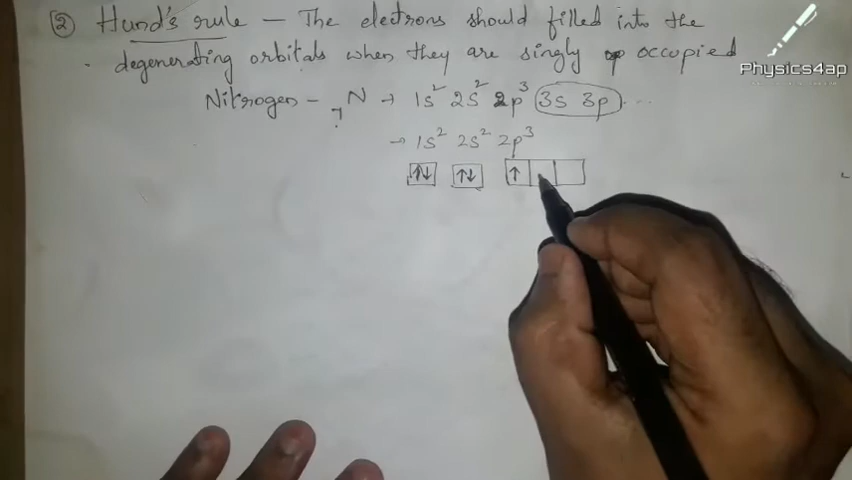 ② Hund's rule – The electrons should filled into the
degenerating orbitals when they are singly occupied
Nitrogen – ₇N → 1s² 2s² 2p³ 3s 3p ...
→ 1s² 2s² 2p³
↑↓ ↑↓ ↑
Physics4ap